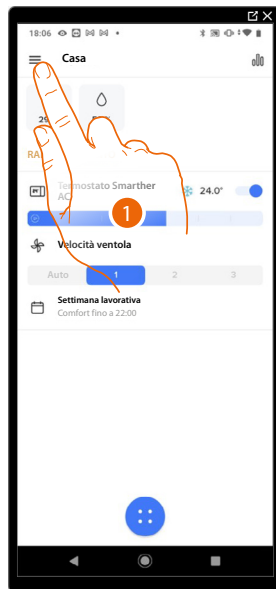 18:06
Casa
29
RA
Termostato Smarther
AC
24.0°
1
Velocità ventola
Auto 1 2 3
Settimana lavorativa
Comfort fino a 22:00